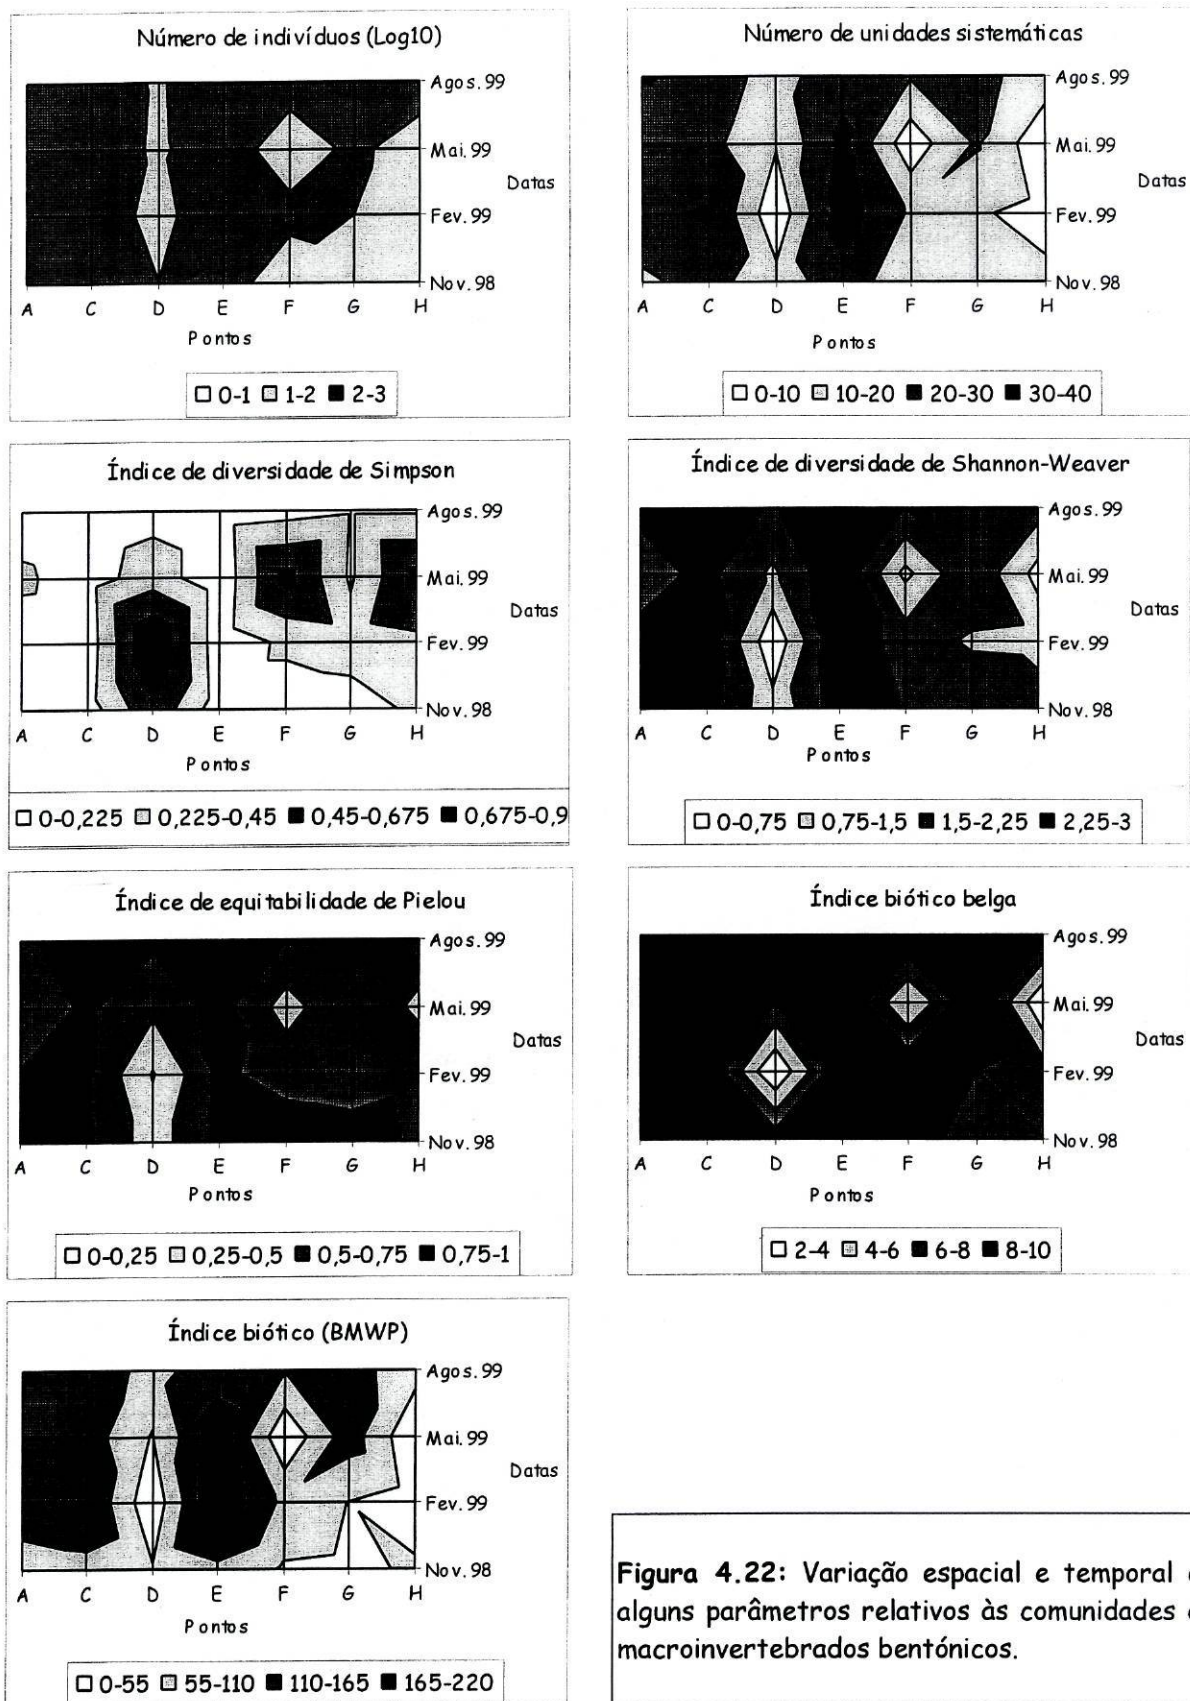 Número de indivíduos (Log10)
Agos. 99
Mai. 99
Datas
Fev. 99
Nov. 98
A C D E F G H
Pontos
0-1 1-2 2-3
Número de unidades sistemáticas
Agos. 99
Mai. 99
Datas
Fev. 99
Nov. 98
A C D E F G H
Pontos
0-10 10-20 20-30 30-40
Índice de diversidade de Simpson
Agos. 99
Mai. 99
Datas
Fev. 99
Nov. 98
A C D E F G H
Pontos
0-0,225 0,225-0,45 0,45-0,675 0,675-0,9
Índice de diversidade de Shannon-Weaver
Agos. 99
Mai. 99
Datas
Fev. 99
Nov. 98
A C D E F G H
Pontos
0-0,75 0,75-1,5 1,5-2,25 2,25-3
Índice de equitabilidade de Pielou
Agos. 99
Mai. 99
Datas
Fev. 99
Nov. 98
A C D E F G H
Pontos
0-0,25 0,25-0,5 0,5-0,75 0,75-1
Índice biótico belga
Agos. 99
Mai. 99
Datas
Fev. 99
Nov. 98
A C D E F G H
Pontos
2-4 4-6 6-8 8-10
Índice biótico (BMWP)
Agos. 99
Mai. 99
Datas
Fev. 99
Nov. 98
A C D E F G H
Pontos
0-55 55-110 110-165 165-220
Figura 4.22: Variação espacial e temporal
alguns parâmetros relativos às comunidades
macroinvertebrados bentónicos.